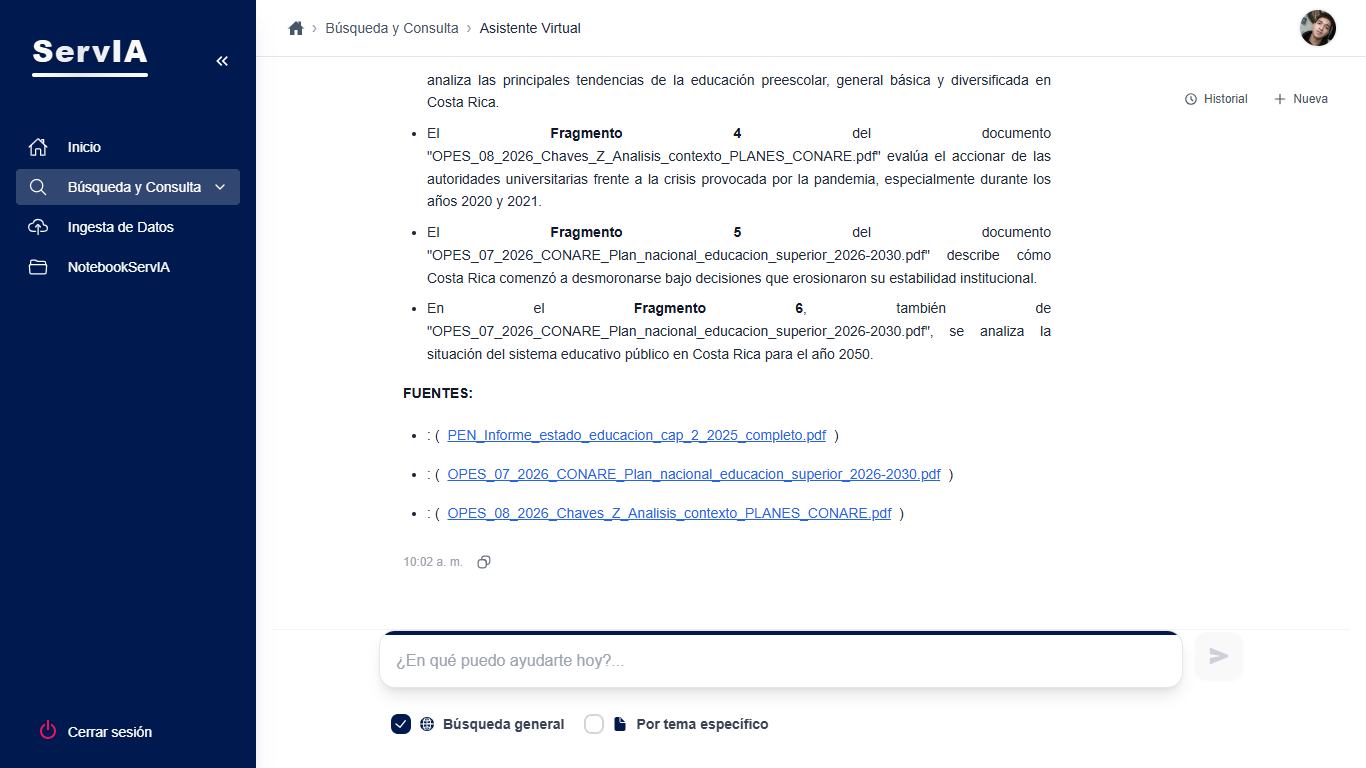 ServIA
«
Inicio
Búsqueda y Consulta
Ingesta de Datos
NotebookServIA
Cerrar sesión
Búsqueda y Consulta › Asistente Virtual
Historial
Nueva
analiza las principales tendencias de la educación preescolar, general básica y diversificada en
Costa Rica.
• El Fragmento 4 del documento
"OPES_08_2026_Chaves_Z_Analisis_contexto_PLANES_CONARE.pdf" evalúa el accionar de las
autoridades universitarias frente a la crisis provocada por la pandemia, especialmente durante los
años 2020 y 2021.
• El Fragmento 5 del documento
"OPES_07_2026_CONARE_Plan_nacional_educacion_superior_2026-2030.pdf" describe cómo
Costa Rica comenzó a desmoronarse bajo decisiones que erosionaron su estabilidad institucional.
• En el Fragmento 6, también de
"OPES_07_2026_CONARE_Plan_nacional_educacion_superior_2026-2030.pdf", se analiza la
situación del sistema educativo público en Costa Rica para el año 2050.
FUENTES:
• : ( PEN_Informe_estado_educacion_cap_2_2025_completo.pdf )
• : ( OPES_07_2026_CONARE_Plan_nacional_educacion_superior_2026-2030.pdf )
• : ( OPES_08_2026_Chaves_Z_Analisis_contexto_PLANES_CONARE.pdf )
10:02 a. m.
¿En qué puedo ayudarte hoy?...
Búsqueda general
Por tema específico